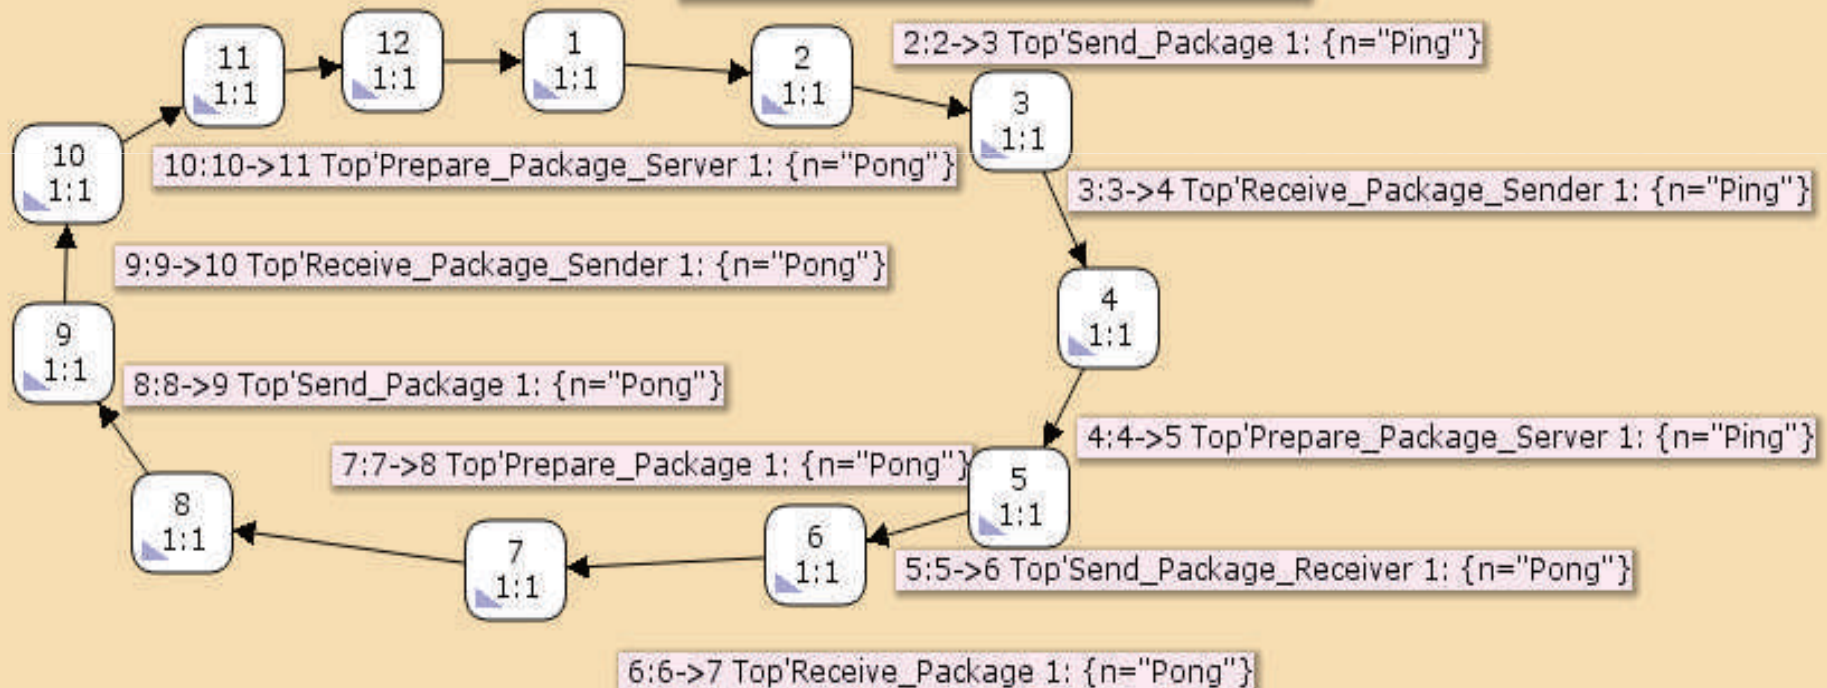 11
1:1
12
1:1
1
1:1
2
1:1
2:2->3 Top'Send_Package 1: {n="Ping"}
3
1:1
10
1:1
10:10->11 Top'Prepare_Package_Server 1: {n="Pong"}
3:3->4 Top'Receive_Package_Sender 1: {n="Ping"}
9:9->10 Top'Receive_Package_Sender 1: {n="Pong"}
4
1:1
9
1:1
8:8->9 Top'Send_Package 1: {n="Pong"}
4:4->5 Top'Prepare_Package_Server 1: {n="Ping"}
7:7->8 Top'Prepare_Package 1: {n="Pong"}
5
1:1
8
1:1
7
1:1
6
1:1
5:5->6 Top'Send_Package_Receiver 1: {n="Pong"}
6:6->7 Top'Receive_Package 1: {n="Pong"}